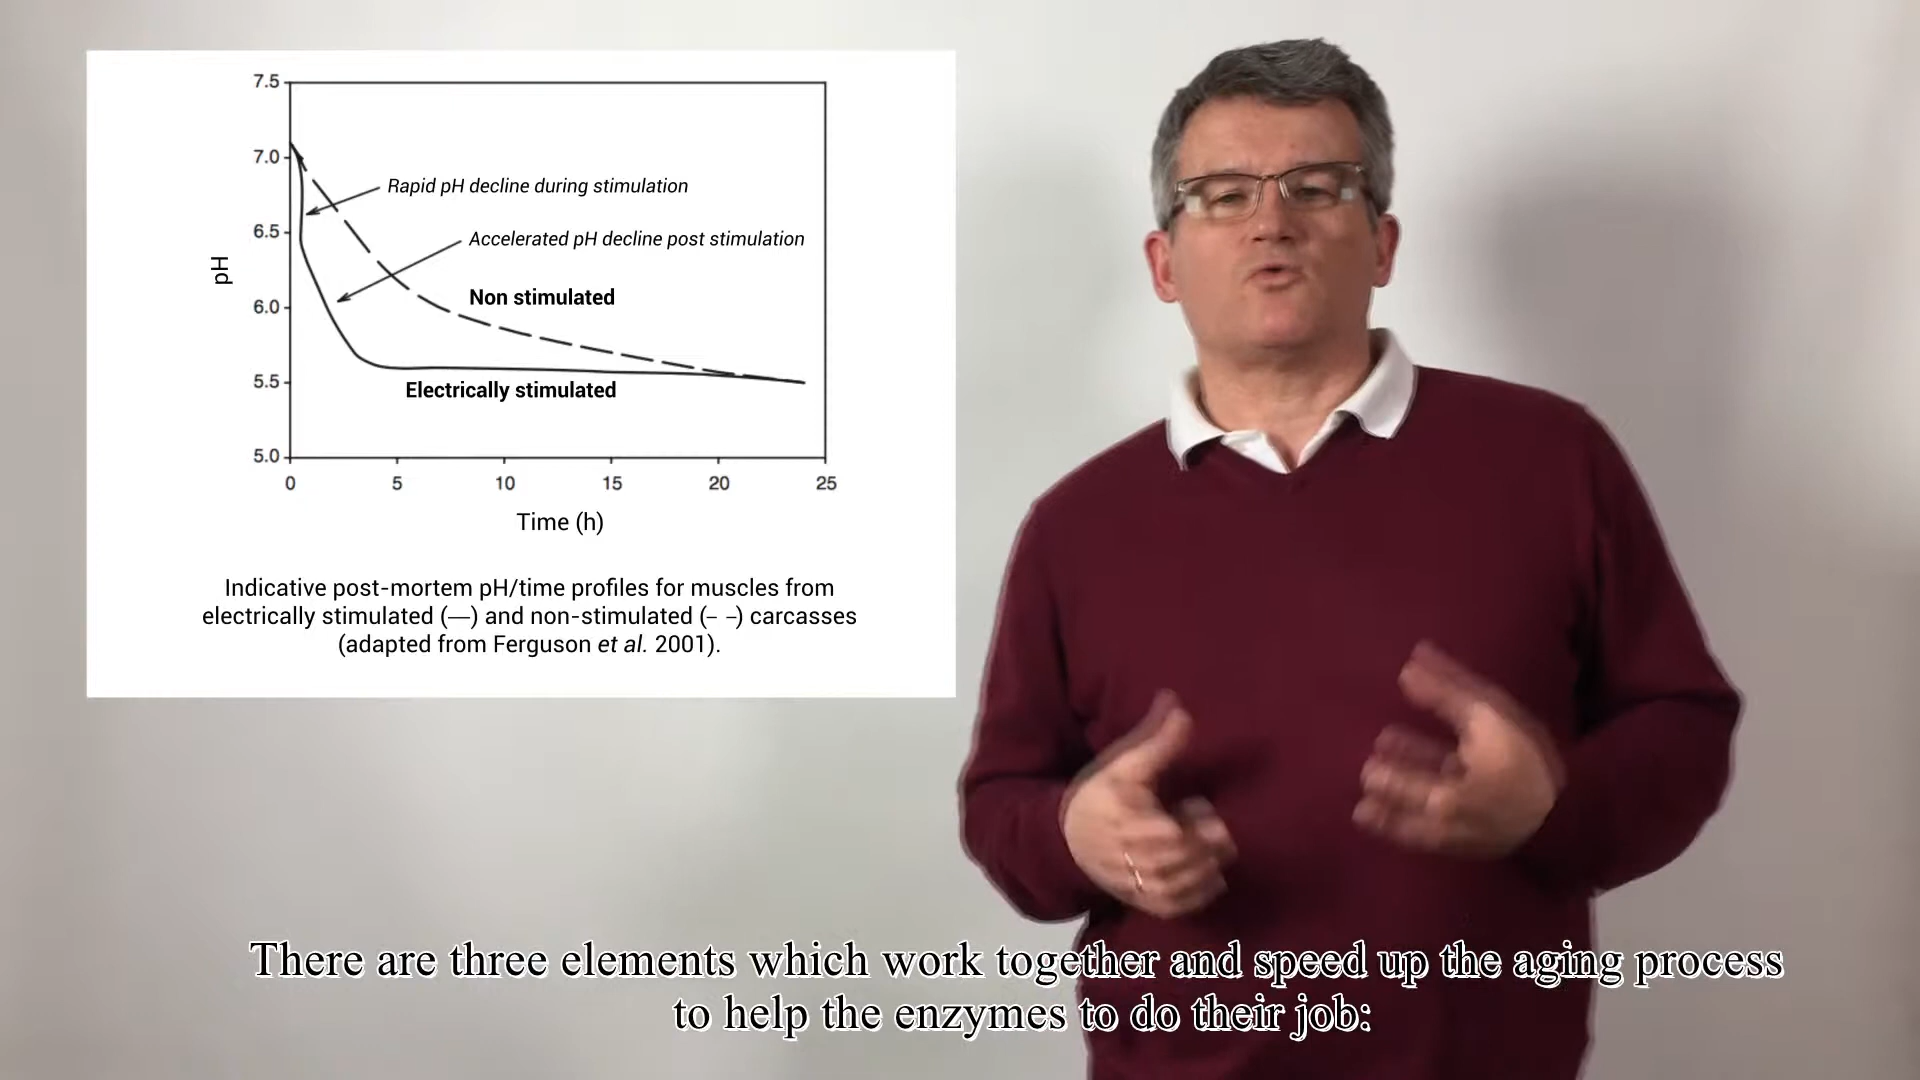 7.5
7.0
6.5
6.0
5.5
5.0
pH
Rapid pH decline during stimulation
Accelerated pH decline post stimulation
Non stimulated
Electrically stimulated
0 5 10 15 20 25
Time (h)
Indicative post-mortem pH/time profiles for muscles from
electrically stimulated (—) and non-stimulated (– –) carcasses
(adapted from Ferguson et al. 2001).
There are three elements which work together and speed up the aging process
to help the enzymes to do their job: